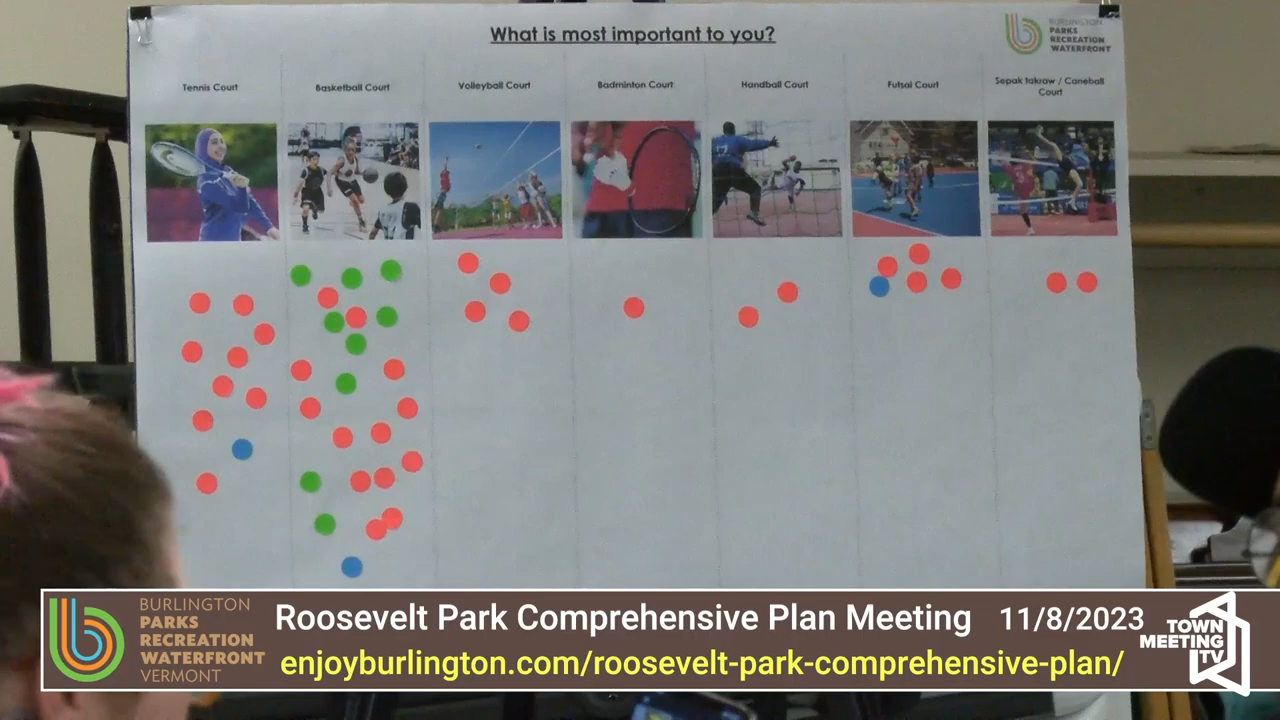 What is most important to you?
BURLINGTON
PARKS
RECREATION
WATERFRONT
Tennis Court
Basketball Court
Volleyball Court
Badminton Court
Handball Court
Futsal Court
Sepak takraw / Caneball
Court
BURLINGTON
PARKS
RECREATION
WATERFRONT
VERMONT
Roosevelt Park Comprehensive Plan Meeting 11/8/2023
enjoyburlington.com/roosevelt-park-comprehensive-plan/
TOWN
MEETING
TV